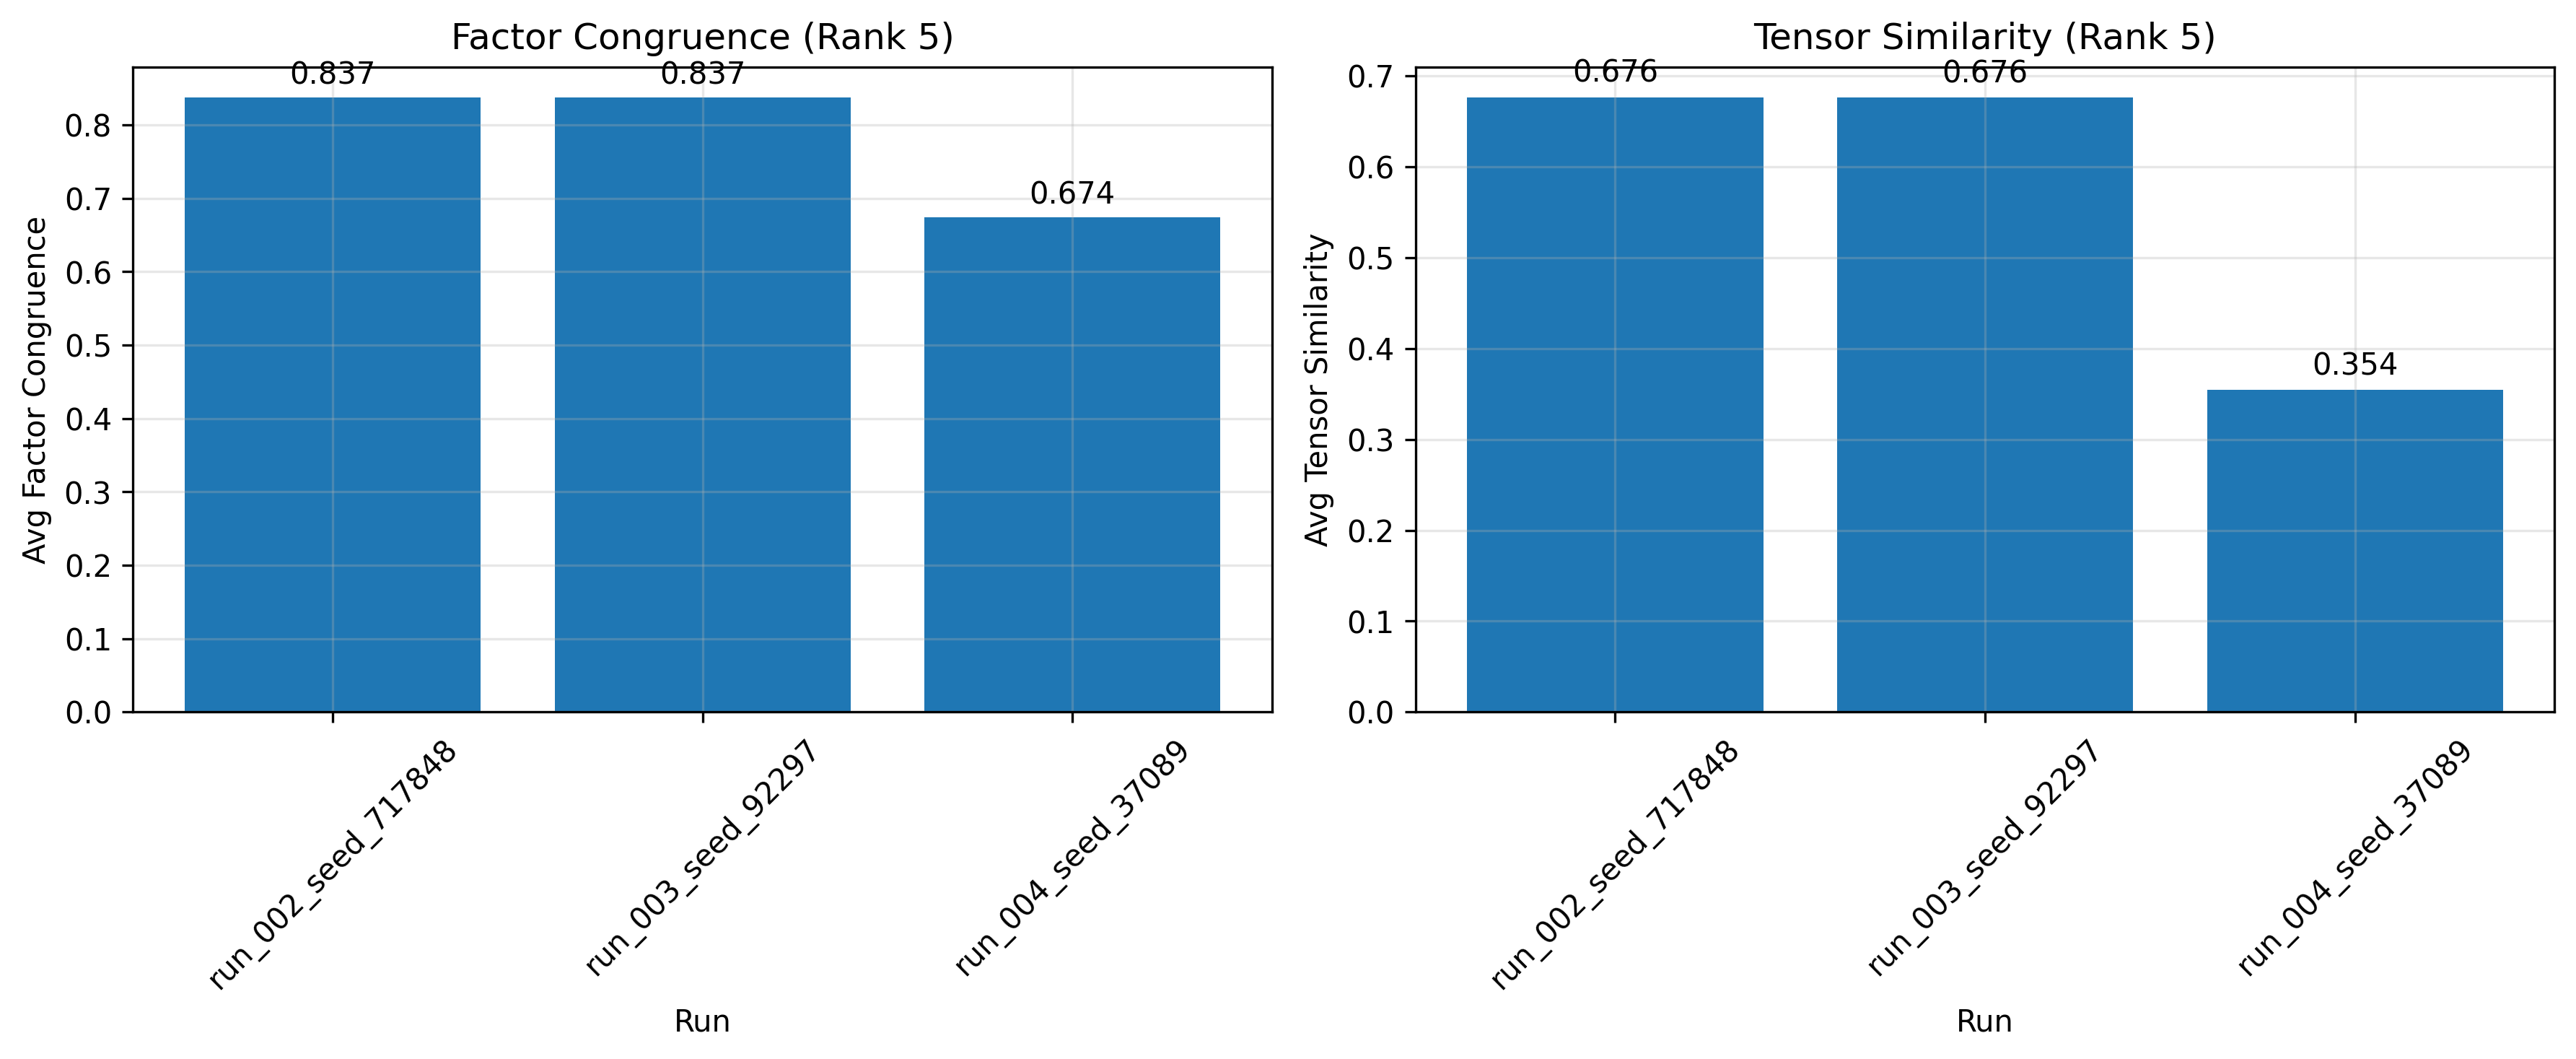 Factor Congruence (Rank 5)
0.837
0.837
0.674
0.8
0.7
0.6
0.5
0.4
0.3
0.2
0.1
0.0
Avg Factor Congruence
run_002_seed_717848
run_003_seed_92297
run_004_seed_37089
Run
Tensor Similarity (Rank 5)
0.676
0.676
0.354
0.7
0.6
0.5
0.4
0.3
0.2
0.1
0.0
Avg Tensor Similarity
run_002_seed_717848
run_003_seed_92297
run_004_seed_37089
Run